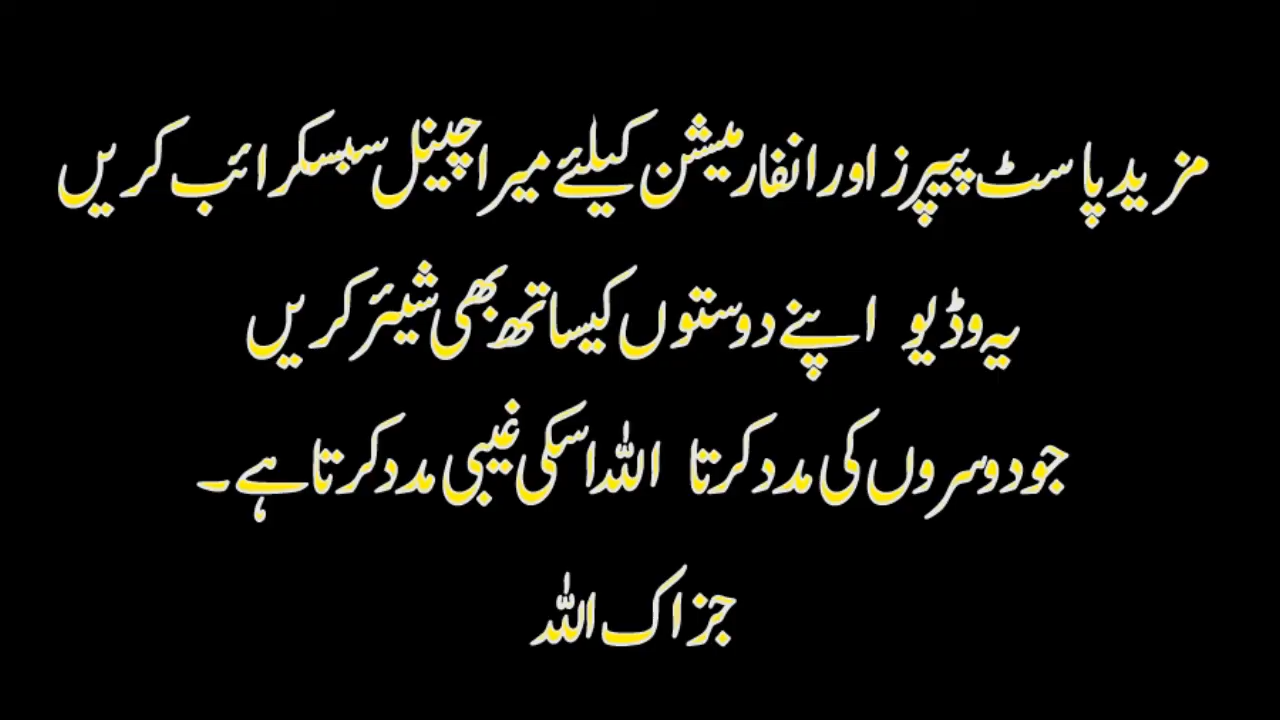 مزید پاسٹ پیپرز اور انفارمیشن کیلئے میرا چینل سبسکرائب کریں
یہ وڈیو اپنے دوستوں کیساتھ بھی شیئر کریں
جو دوسروں کی مدد کرتا اللہ اسکی غیبی مدد کرتا ہے۔
جزاک اللہ